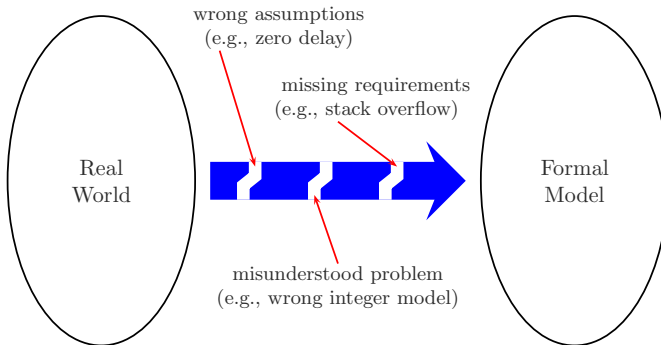 wrong assumptions
(e.g., zero delay)
missing requirements
(e.g., stack overflow)
Real
World
Formal
Model
misunderstood problem
(e.g., wrong integer model)